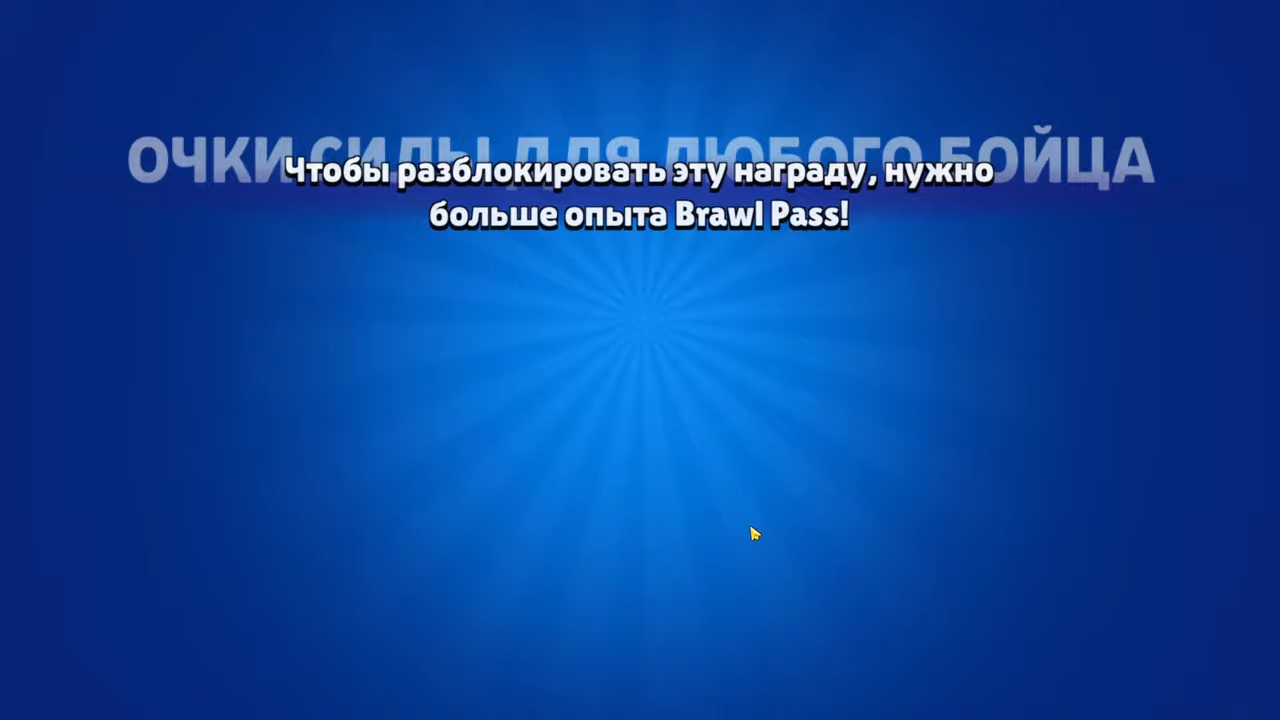 ОЧКИ СИЛЫ ДЛЯ ЛЮБОГО БОЙЦА
Чтобы разблокировать эту награду, нужно
больше опыта Brawl Pass!